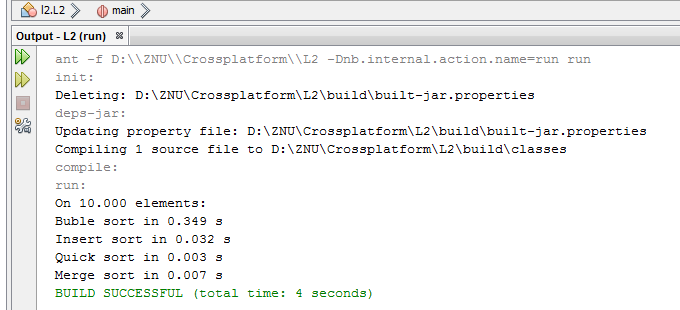 l2.L2 main
Output - L2 (run)
ant -f D:\\ZNU\\Crossplatform\\L2 -Dnb.internal.action.name=run run
init:
Deleting: D:\ZNU\Crossplatform\L2\build\built-jar.properties
deps-jar:
Updating property file: D:\ZNU\Crossplatform\L2\build\built-jar.properties
Compiling 1 source file to D:\ZNU\Crossplatform\L2\build\classes
compile:
run:
On 10.000 elements:
Buble sort in 0.349 s
Insert sort in 0.032 s
Quick sort in 0.003 s
Merge sort in 0.007 s
BUILD SUCCESSFUL (total time: 4 seconds)